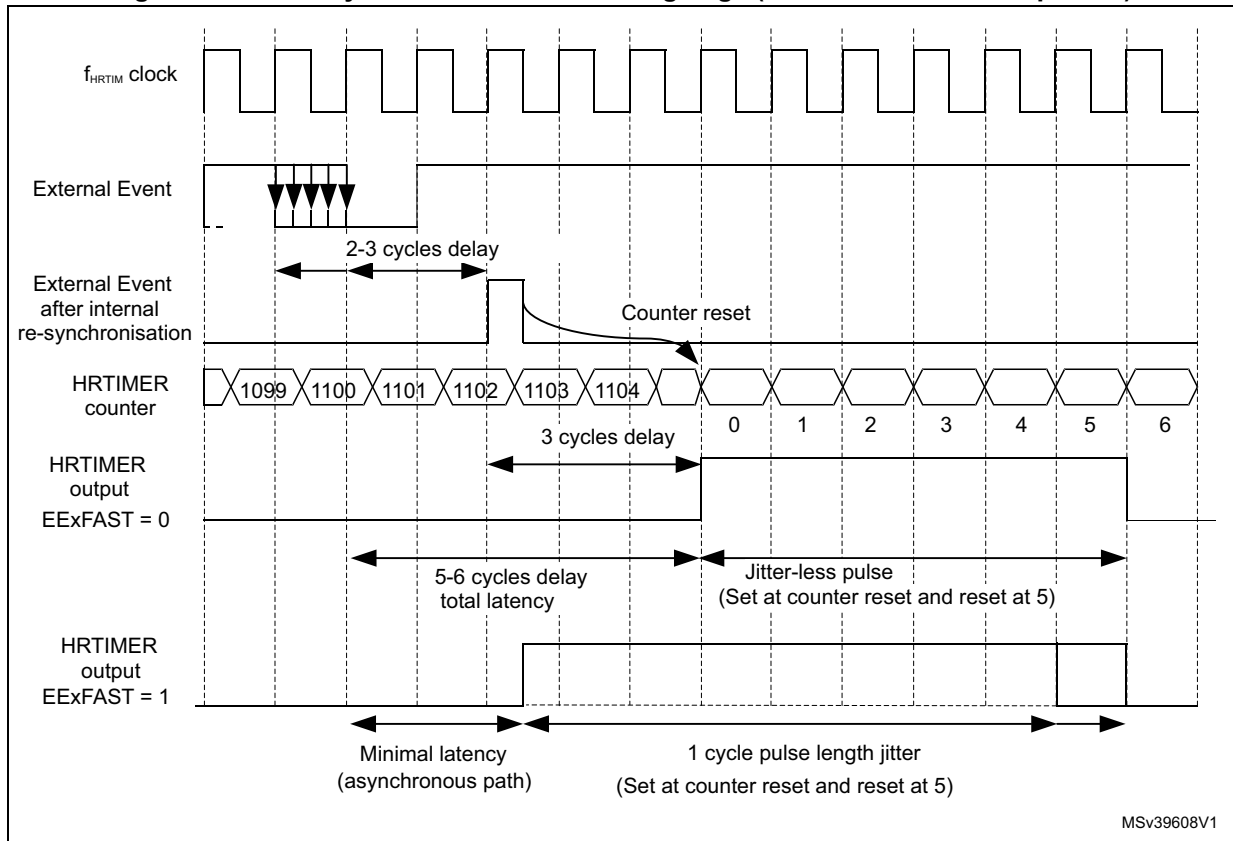 fHRTIM clock
External Event
2-3 cycles delay
External Event
after internal
re-synchronisation
Counter reset
HRTIMER
counter
1099 1100 1101 1102 1103 1104
0 1 2 3 4 5 6
3 cycles delay
HRTIMER
output
EExFAST = 0
5-6 cycles delay
total latency
Jitter-less pulse
(Set at counter reset and reset at 5)
HRTIMER
output
EExFAST = 1
Minimal latency
(asynchronous path)
1 cycle pulse length jitter
(Set at counter reset and reset at 5)
MSv39608V1